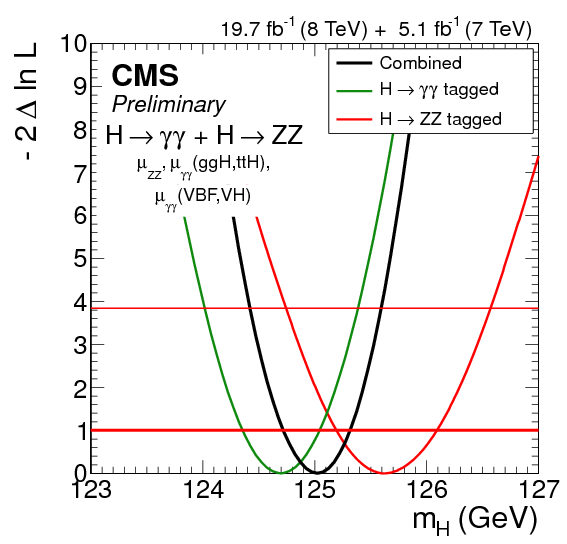 19.7 fb⁻¹ (8 TeV) + 5.1 fb⁻¹ (7 TeV)
- 2 Δ ln L
10
9
8
7
6
5
4
3
2
1
0
CMS
Preliminary
H → γγ + H → ZZ
μ_ZZ, μ_γγ(ggH,ttH),
μ_γγ(VBF,VH)
Combined
H → γγ tagged
H → ZZ tagged
123 124 125 126 127
m_H (GeV)